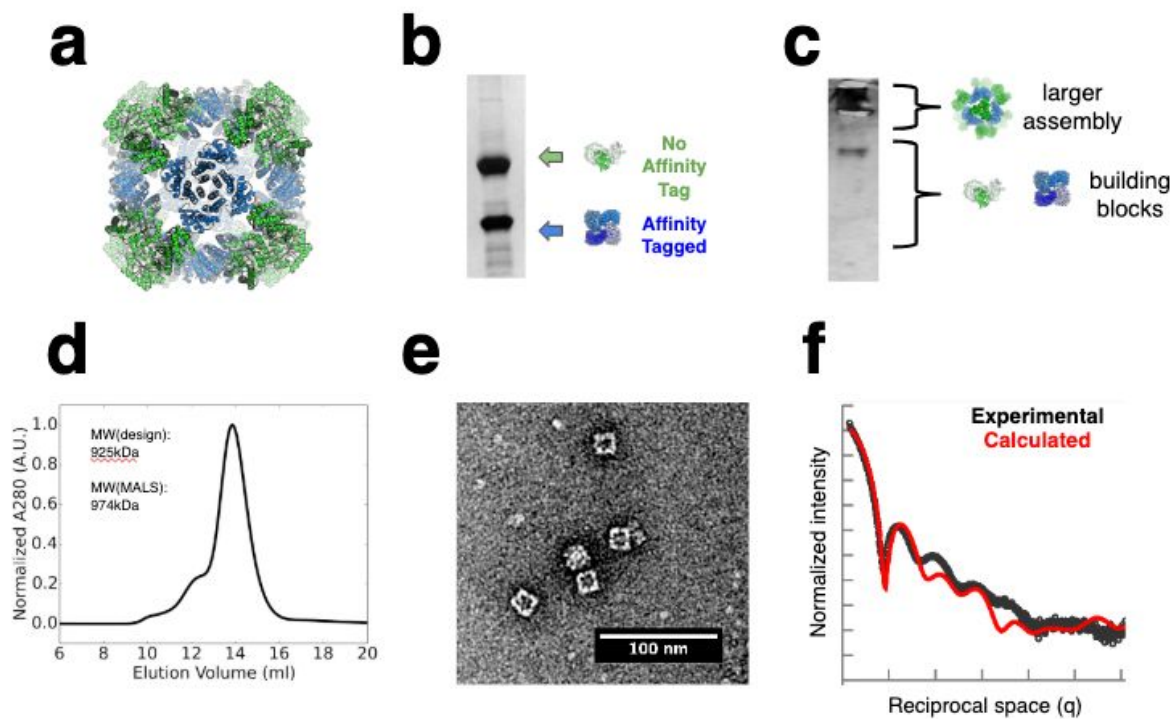 a
b
No
Affinity
Tag
Affinity
Tagged
c
larger
assembly
building
blocks
d
Normalized A280 (A.U.)
1.0
0.8
0.6
0.4
0.2
0.0
MW(design):
925kDa
MW(MALS):
974kDa
6
8
10
12
14
16
18
20
Elution Volume (ml)
e
100 nm
f
Experimental
Calculated
Normalized intensity
Reciprocal space (q)